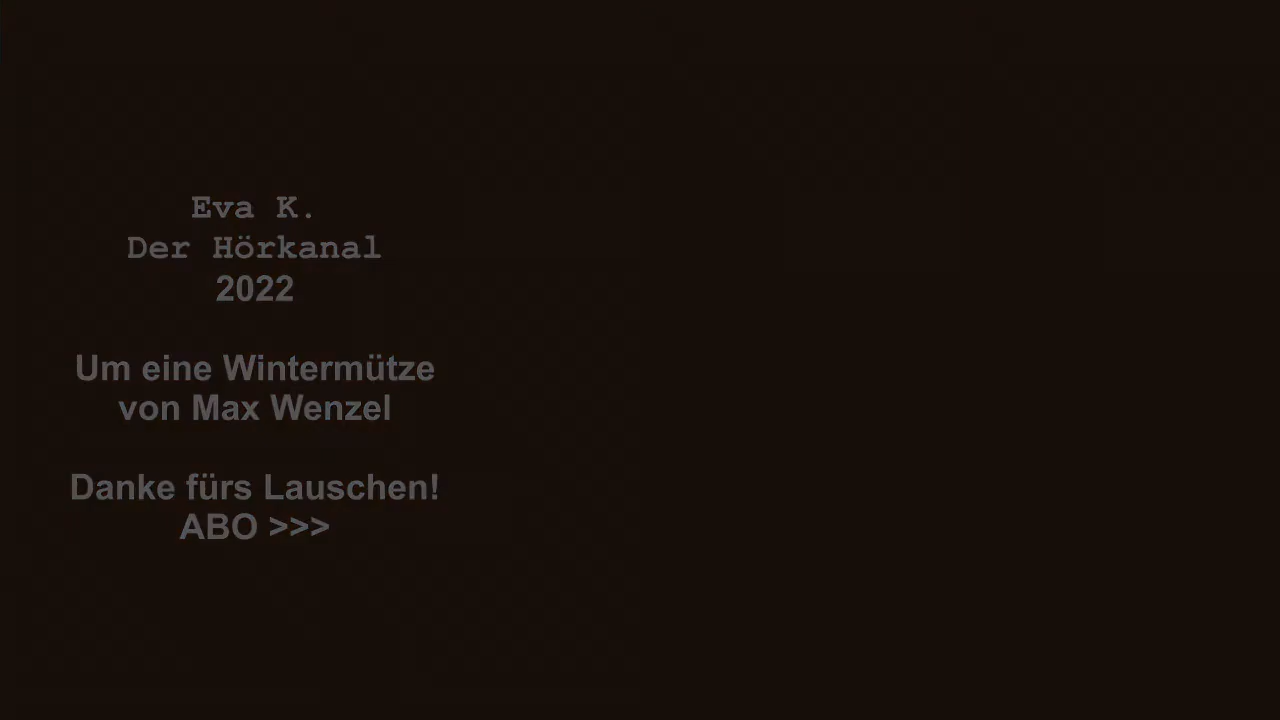 Eva K.
Der Hörkanal
2022
Um eine Wintermütze
von Max Wenzel
Danke fürs Lauschen!
ABO >>>